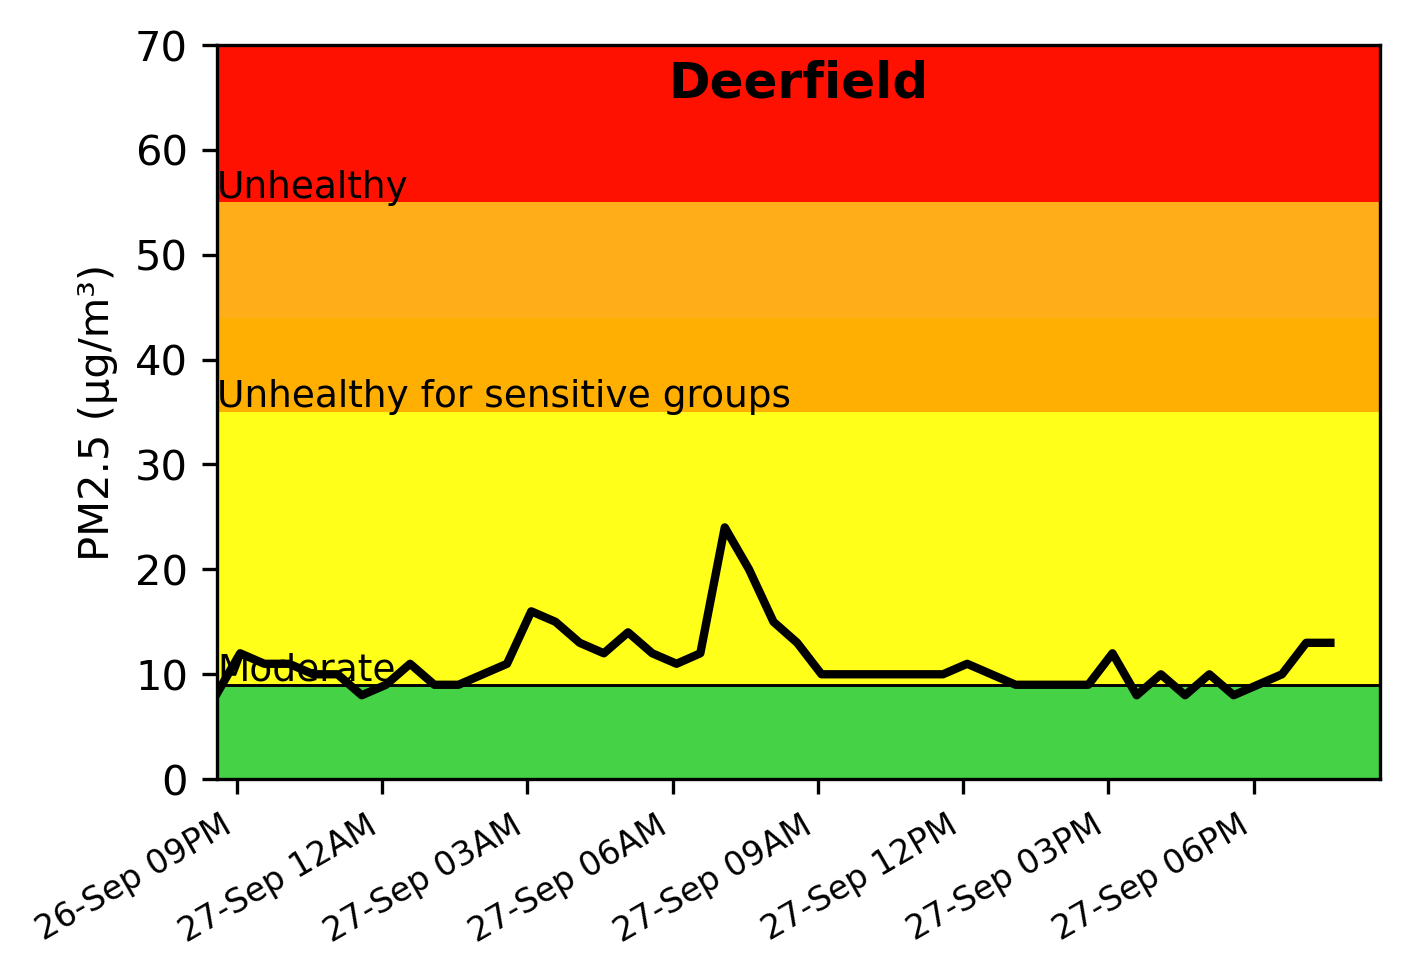 Deerfield
70
60
50
40
30
20
10
0
PM2.5 (µg/m³)
Unhealthy
Unhealthy for sensitive groups
Moderate
26-Sep 09PM
27-Sep 12AM
27-Sep 03AM
27-Sep 06AM
27-Sep 09AM
27-Sep 12PM
27-Sep 03PM
27-Sep 06PM